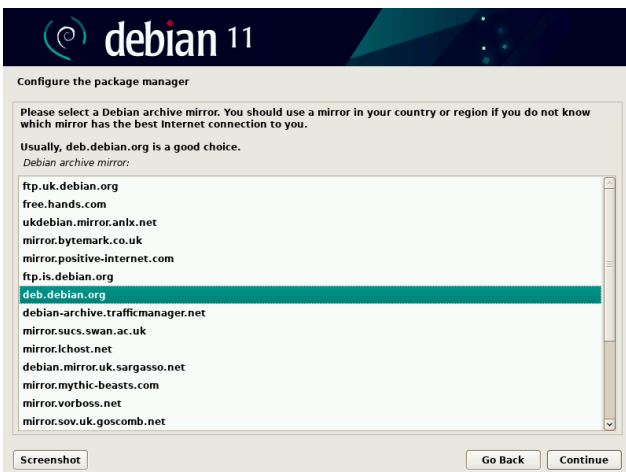 debian 11
Configure the package manager
Please select a Debian archive mirror. You should use a mirror in your country or region if you do not know
which mirror has the best Internet connection to you.
Usually, deb.debian.org is a good choice.
Debian archive mirror:
ftp.uk.debian.org
free.hands.com
ukdebian.mirror.anlx.net
mirror.bytemark.co.uk
mirror.positive-internet.com
ftp.is.debian.org
deb.debian.org
debian-archive.trafficmanager.net
mirror.sucs.swan.ac.uk
mirror.lchost.net
debian.mirror.uk.sargasso.net
mirror.mythic-beasts.com
mirror.vorboss.net
mirror.sov.uk.goscomb.net
Screenshot
Go Back
Continue